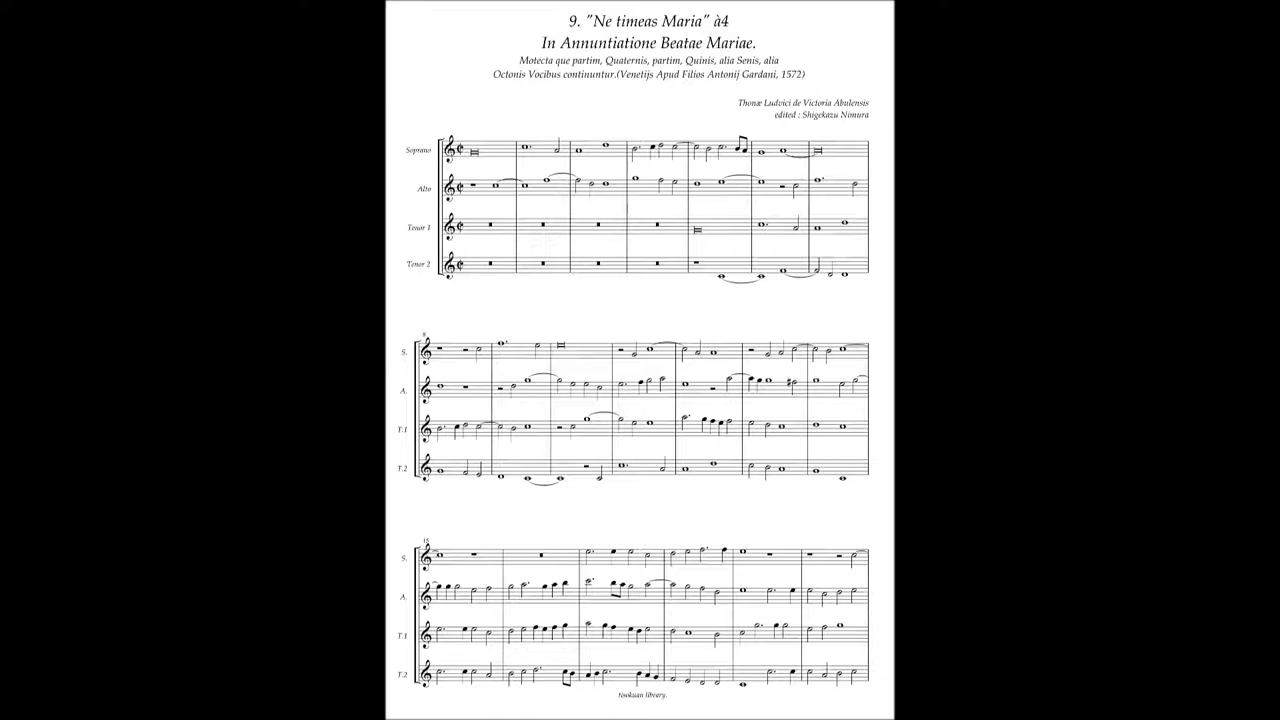 9. "Ne timeas Maria" à4
In Annuntiatione Beatae Mariae.
Motecta que partim, Quaternis, partim, Quinis, alia Senis, alia
Octonis Vocibus continuntur.(Venetijs Apud Filios Antonij Gardani, 1572)
Thomæ Ludvici de Victoria Abulensis
edited : Shigekazu Nimura
Soprano
Alto
Tenor 1
Tenor 2
8
S.
A.
T.1
T.2
15
S.
A.
T.1
T.2
library.